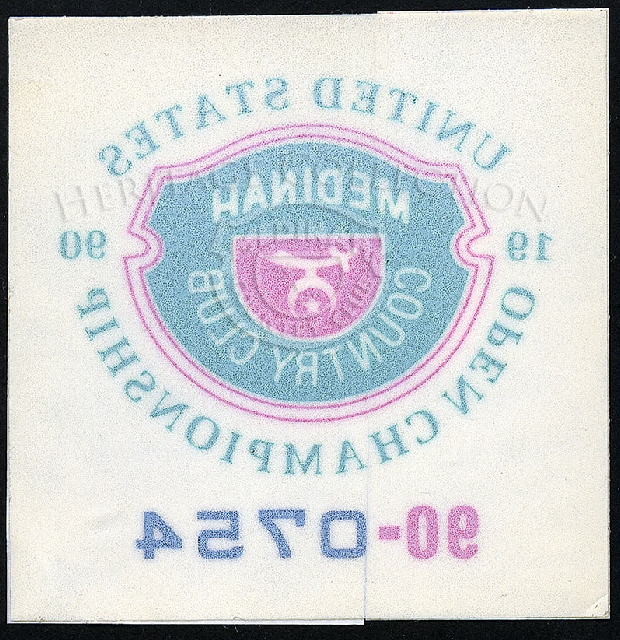 UNITED STATES
MEDINAH
19 90
COUNTRY CLUB
OPEN CHAMPIONSHIP
90-0754